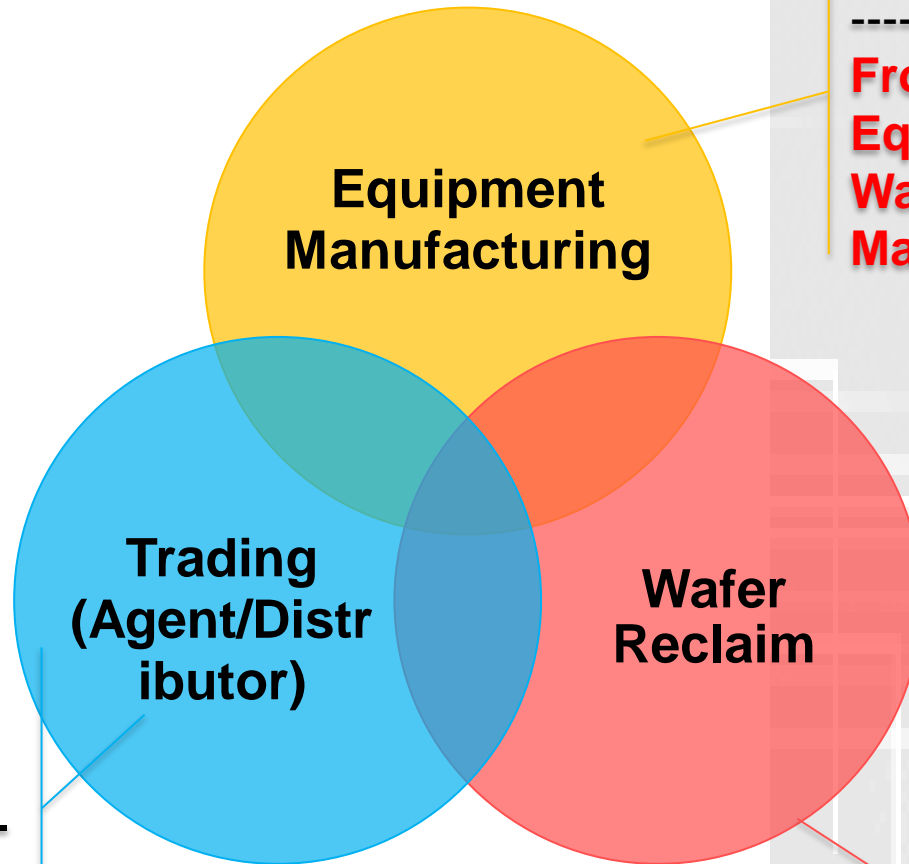 ----
Equipment
Manufacturing
Trading
(Agent/Distr
ibutor)
Wafer
Reclaim